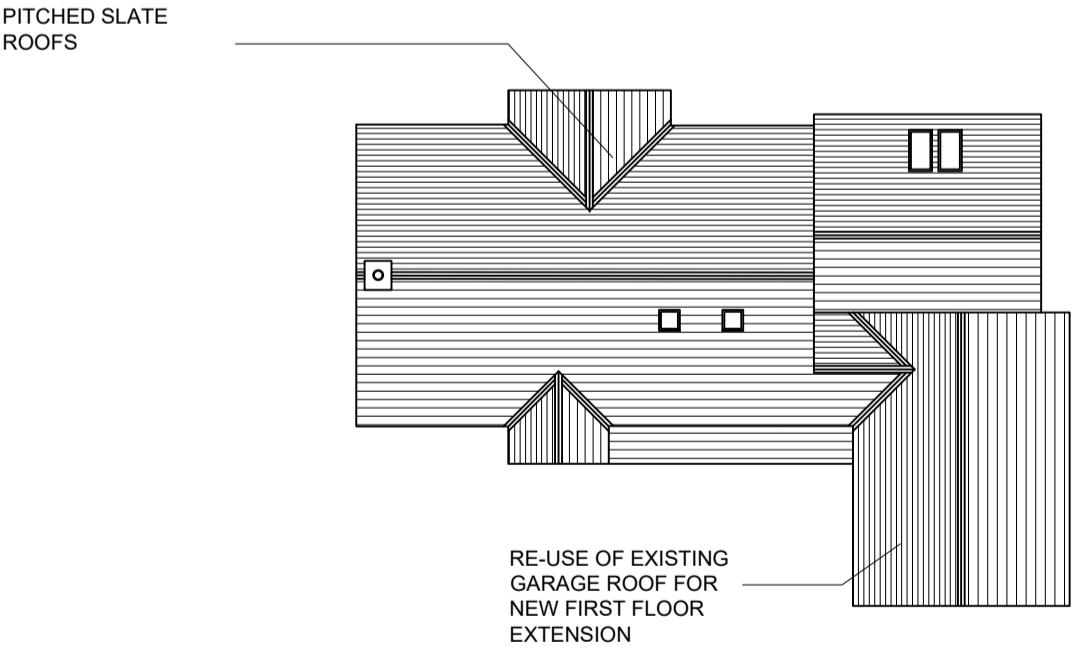 PITCHED SLATE
ROOFS
RE-USE OF EXISTING
GARAGE ROOF FOR
NEW FIRST FLOOR
EXTENSION